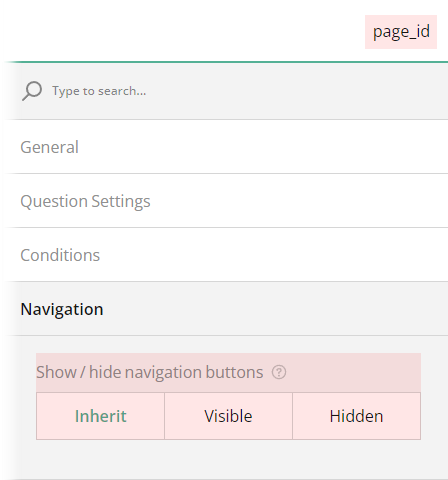 page_id
Type to search...
General
Question Settings
Conditions
Navigation
Show / hide navigation buttons ?
Inherit Visible Hidden